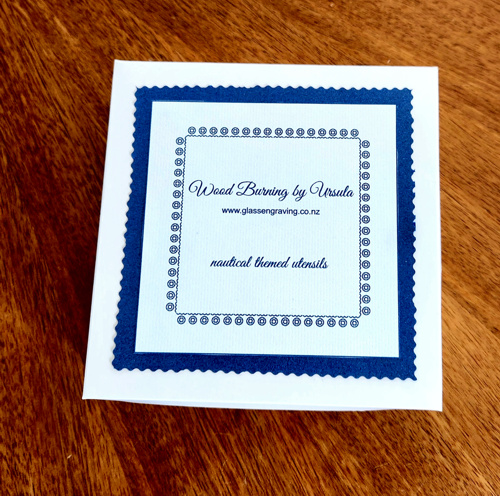 Wood Burning by Ursula
www.glassengraving.co.nz
nautical themed utensils